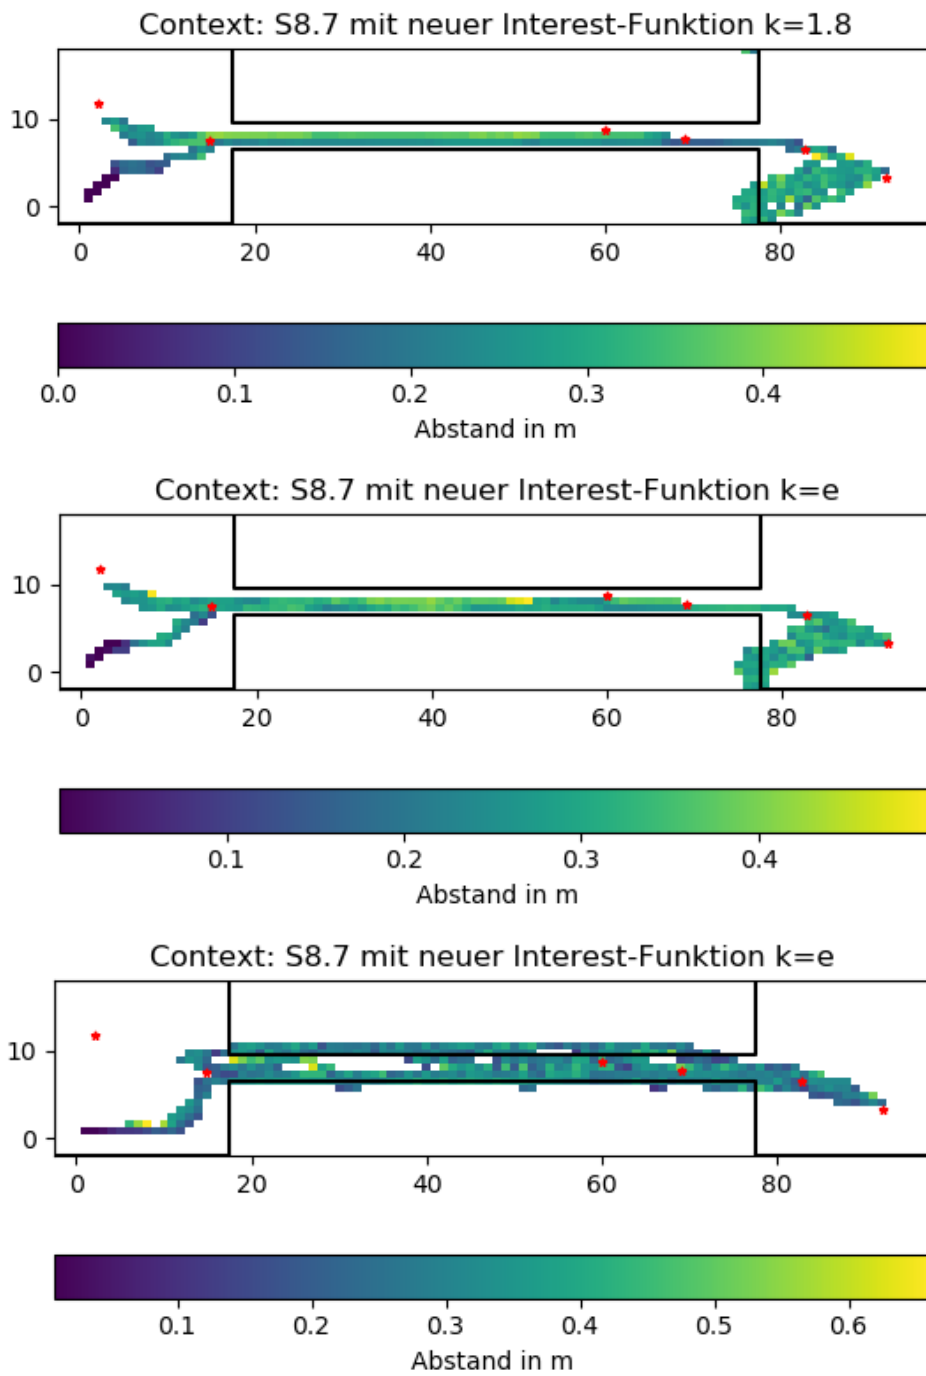 Context: S8.7 mit neuer Interest-Funktion k=1.8
10
0
0 20 40 60 80
0.0 0.1 0.2 0.3 0.4
Abstand in m
Context: S8.7 mit neuer Interest-Funktion k=e
10
0
0 20 40 60 80
0.1 0.2 0.3 0.4
Abstand in m
Context: S8.7 mit neuer Interest-Funktion k=e
10
0
0 20 40 60 80
0.1 0.2 0.3 0.4 0.5 0.6
Abstand in m